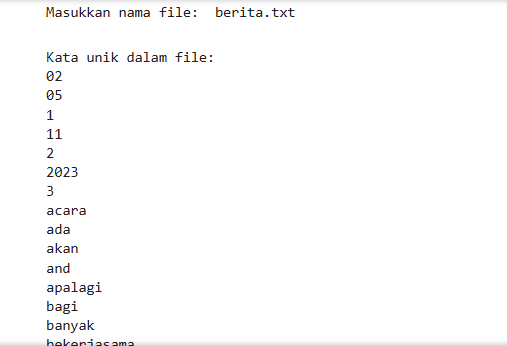 Masukkan nama file:  berita.txt
Kata unik dalam file:
02
05
1
11
2
2023
3
acara
ada
akan
and
apalagi
bagi
banyak
bekerjasama